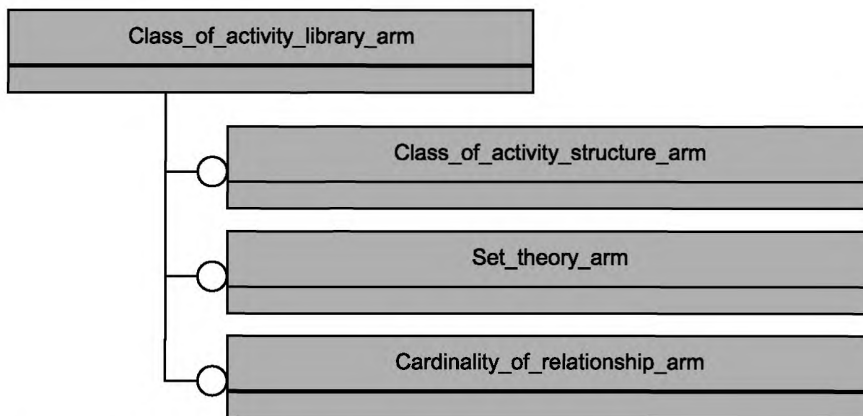 Class_of_activity_library_arm
Class_of_activity_structure_arm
Set_theory_arm
Cardinality_of_relationship_arm